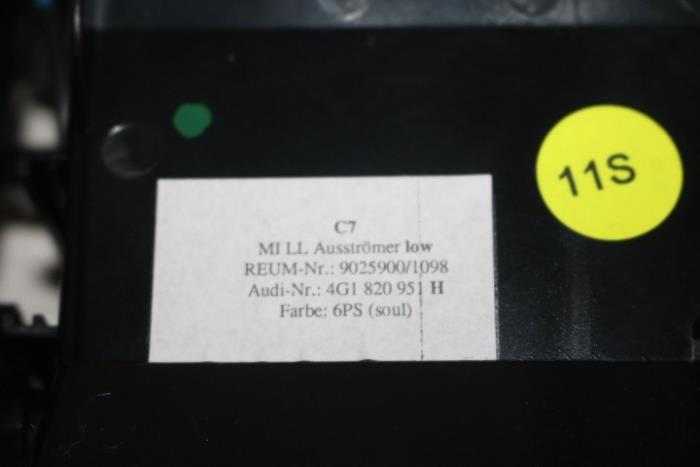 11S
C7
MI LL Ausströmer low
REUM-Nr.: 9025900/1098
Audi-Nr.: 4G1 820 951 H
Farbe: 6PS (soul)